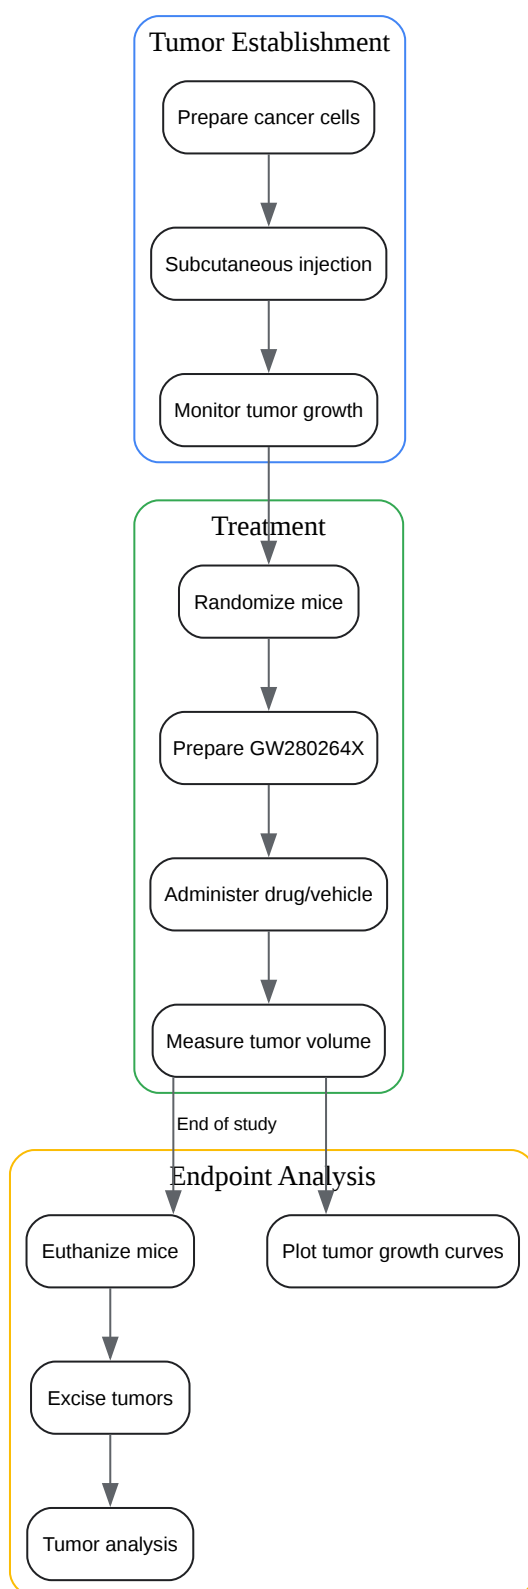 Tumor Establishment
Prepare cancer cells
Subcutaneous injection
Monitor tumor growth
Treatment
Randomize mice
Prepare GW280264X
Administer drug/vehicle
Measure tumor volume
End of study
Endpoint Analysis
Euthanize mice
Plot tumor growth curves
Excise tumors
Tumor analysis